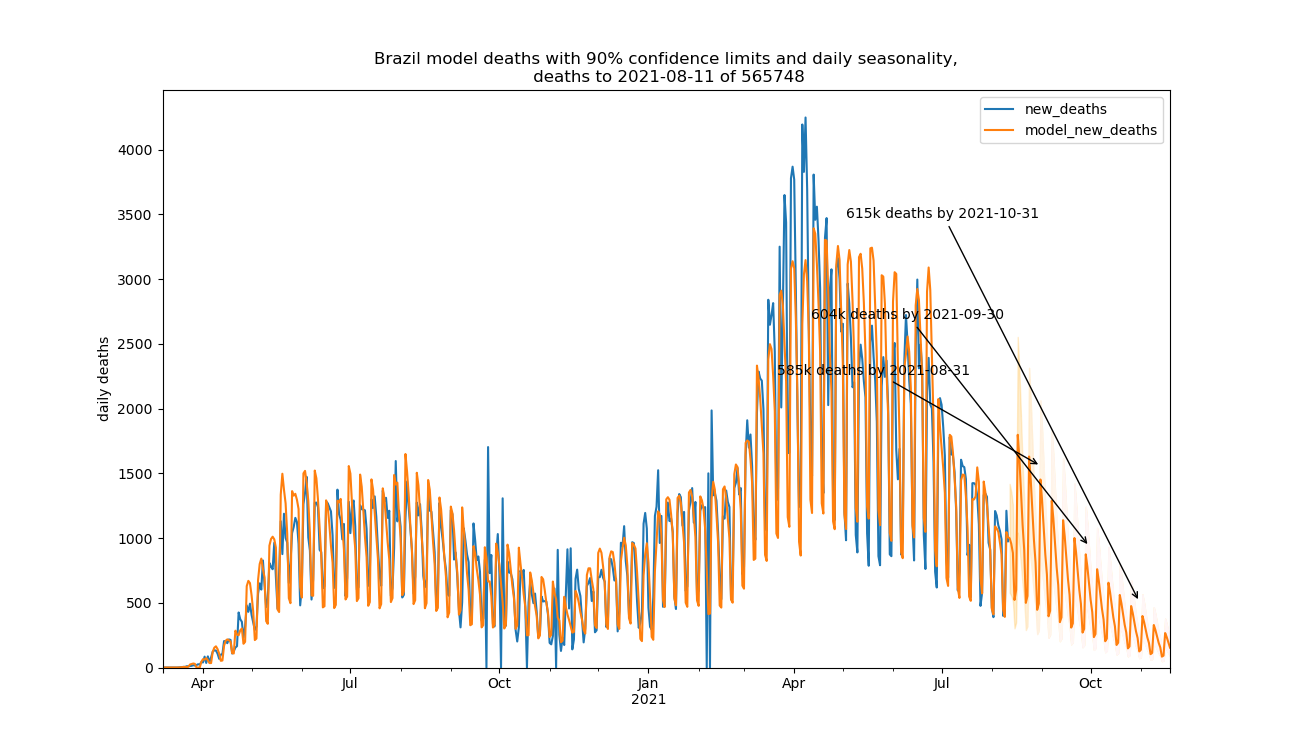 Brazil model deaths with 90% confidence limits and daily seasonality,
deaths to 2021-08-11 of 565748
new_deaths
model_new_deaths
615k deaths by 2021-10-31
604k deaths by 2021-09-30
585k deaths by 2021-08-31
daily deaths
4000
3500
3000
2500
2000
1500
1000
500
0
Apr
Jul
Oct
Jan
2021
Apr
Jul
Oct